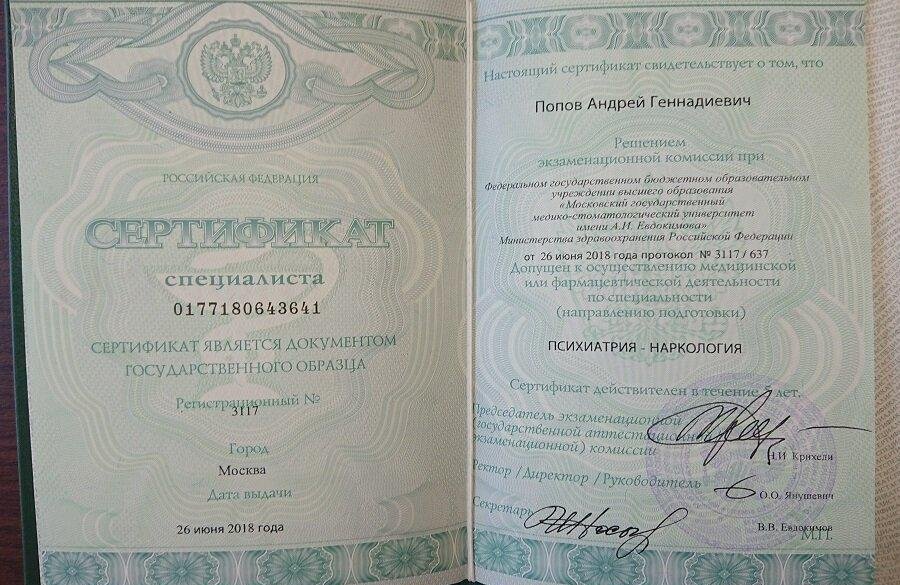 РОССИЙСКАЯ ФЕДЕРАЦИЯ
СЕРТИФИКАТ
специалиста
0177180643641
СЕРТИФИКАТ ЯВЛЯЕТСЯ ДОКУМЕНТОМ
ГОСУДАРСТВЕННОГО ОБРАЗЦА
Регистрационный №
3117
Город
Москва
Дата выдачи
26 июня 2018 года
Настоящий сертификат свидетельствует о том, что
Попов Андрей Геннадиевич
Решением
экзаменационной комиссии при
Федеральном государственном бюджетном образовательном
учреждении высшего образования
«Московский государственный
медико-стоматологический университет
имени А.И. Евдокимова»
Министерства здравоохранения Российской Федерации
от 26 июня 2018 года протокол № 3117/637
Допущен к осуществлению медицинской
или фармацевтической деятельности
по специальности
(направлению подготовки)
ПСИХИАТРИЯ - НАРКОЛОГИЯ
Сертификат действителен в течение 5 лет.
Председатель экзаменационной
государственной аттестационной
экзаменационной) комиссии
Н.И. Крихели
Ректор /Директор /Руководитель
О.О. Янушевич
Секретарь
В.В. Евдокимов
М.П.